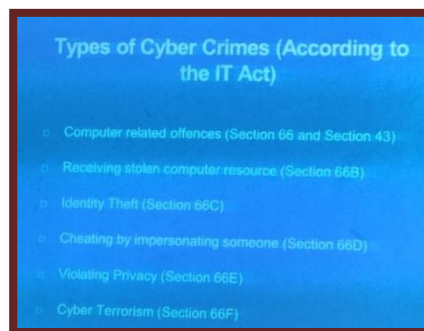 Types of Cyber Crimes (According to
the IT Act)
Computer related offences (Section 66 and Section 43)
Receiving stolen computer resource (Section 66B)
Identity Theft (Section 66C)
Cheating by impersonating someone (Section 66D)
Violating Privacy (Section 66E)
Cyber Terrorism (Section 66F)